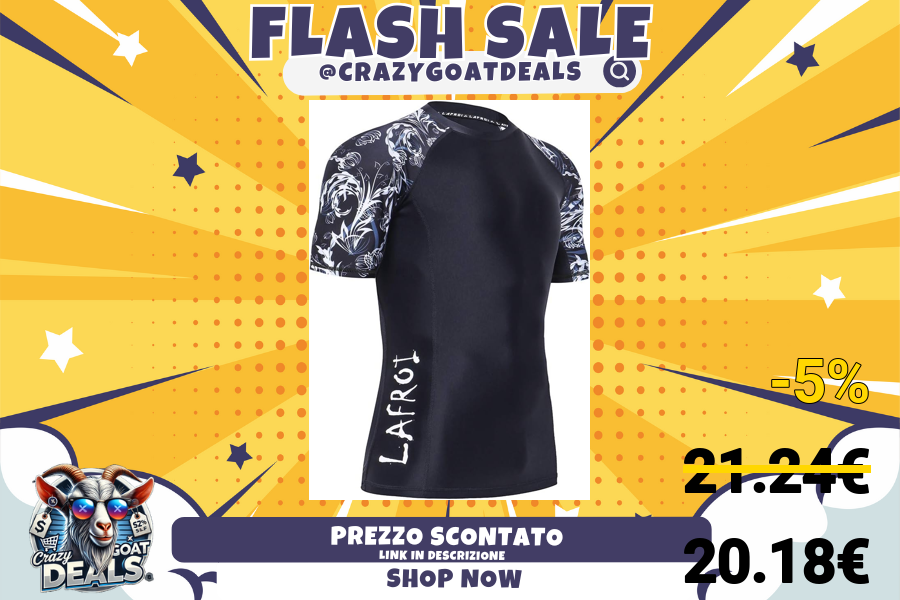 FLASH SALE
@CRAZYGOATDEALS
LAFROI
-5%
21.24€
PREZZO SCONTATO
LINK IN DESCRIZIONE
SHOP NOW
20.18€
$
52%
Crazy
GOAT
DEALS